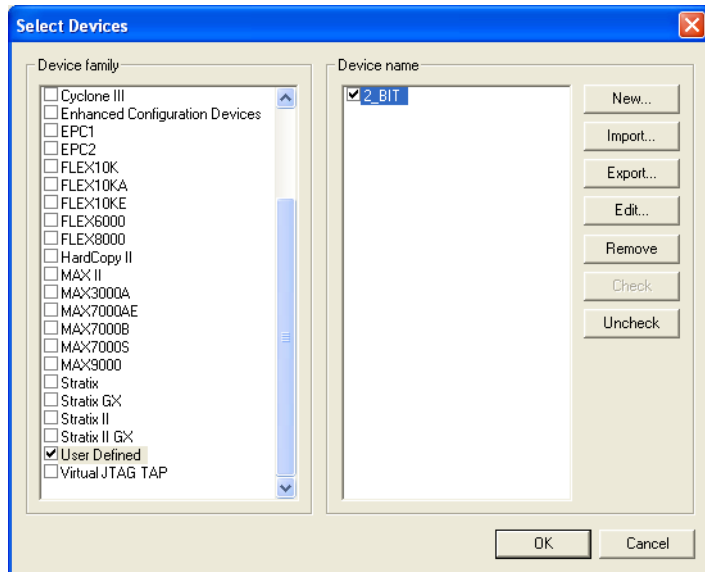 Select Devices
Device family
Cyclone III
Enhanced Configuration Devices
EPC1
EPC2
FLEX10K
FLEX10KA
FLEX10KE
FLEX6000
FLEX8000
HardCopy II
MAX II
MAX3000A
MAX7000AE
MAX7000B
MAX7000S
MAX9000
Stratix
Stratix GX
Stratix II
Stratix II GX
User Defined
Virtual JTAG TAP
Device name
2_BIT
New...
Import...
Export...
Edit...
Remove
Check
Uncheck
OK
Cancel